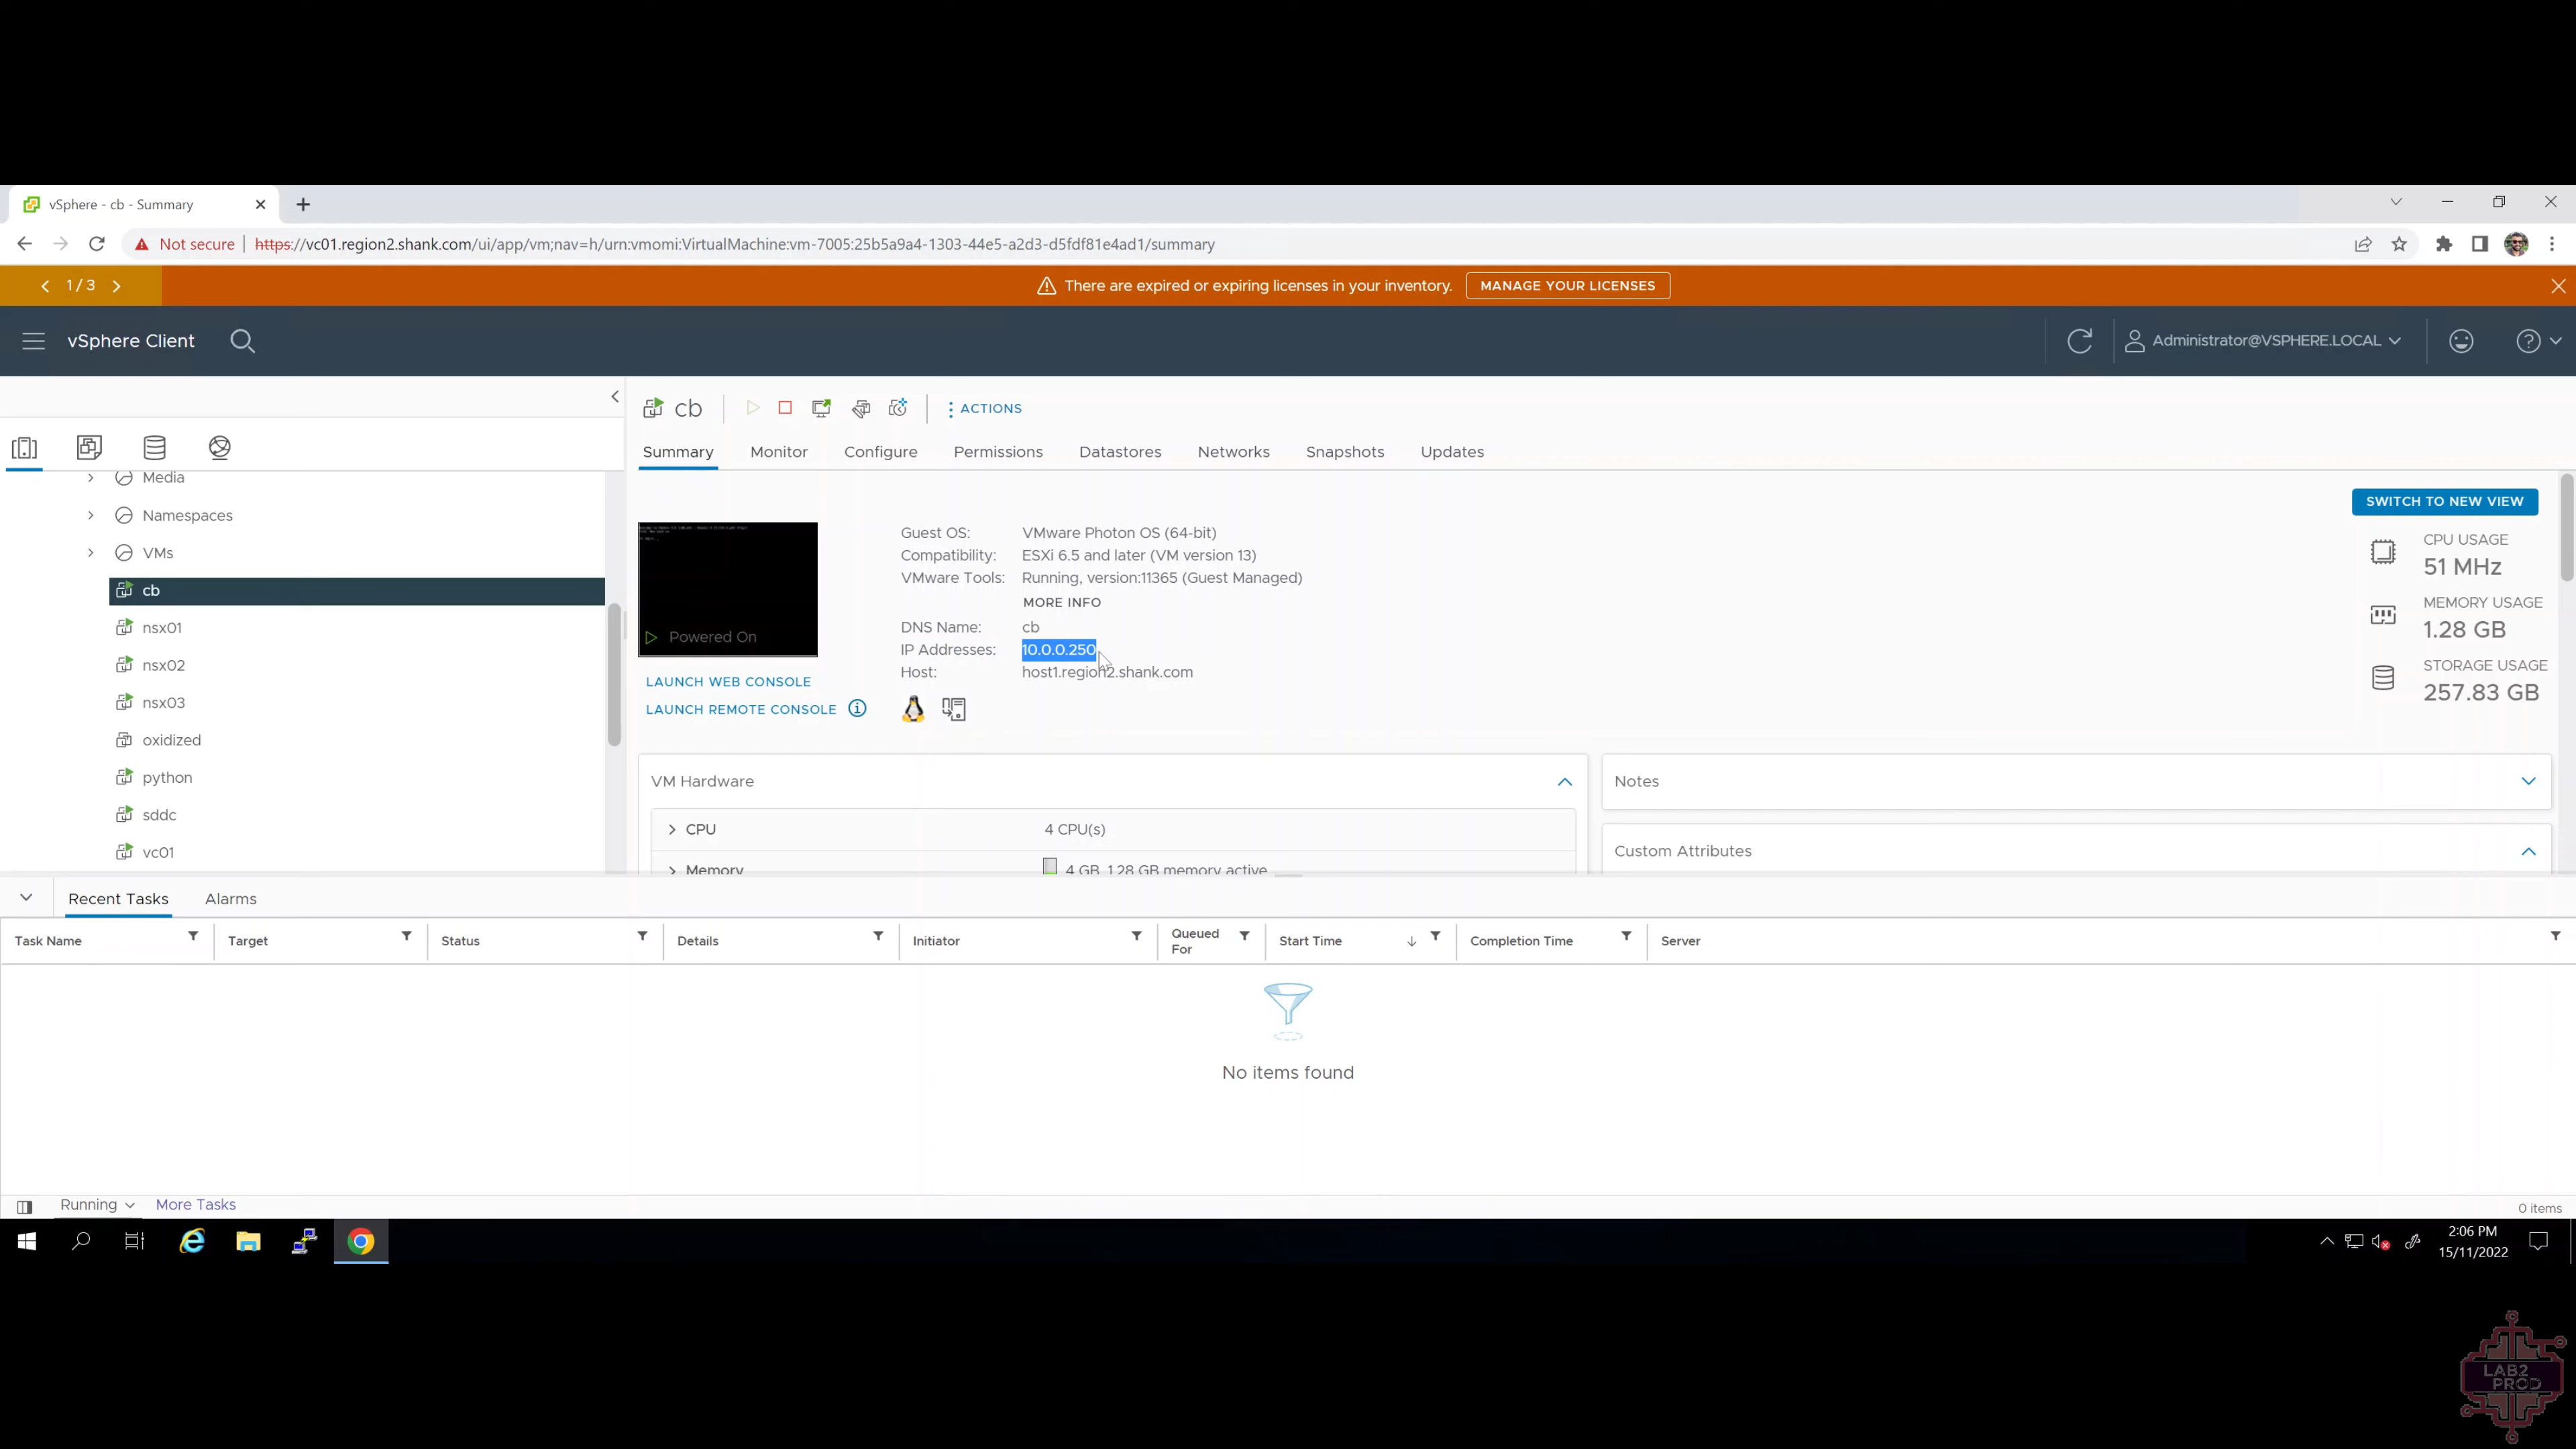 vSphere - cb - Summary
Not secure
https://vc01.region2.shank.com/ui/app/vm;nav=h/urn:vmomi:VirtualMachine:vm-7005:25b5a9a4-1303-44e5-a2d3-d5fdf81e4ad1/summary
1 / 3
There are expired or expiring licenses in your inventory.
MANAGE YOUR LICENSES
vSphere Client
Administrator@VSPHERE.LOCAL
cb
ACTIONS
Summary Monitor Configure Permissions Datastores Networks Snapshots Updates
Media
Namespaces
VMs
cb
nsx01
nsx02
nsx03
oxidized
python
sddc
vc01
Powered On
LAUNCH WEB CONSOLE
LAUNCH REMOTE CONSOLE
Guest OS: VMware Photon OS (64-bit)
Compatibility: ESXi 6.5 and later (VM version 13)
VMware Tools: Running, version:11365 (Guest Managed)
MORE INFO
DNS Name: cb
IP Addresses: 10.0.0.250
Host: host1.region2.shank.com
SWITCH TO NEW VIEW
CPU USAGE
51 MHz
MEMORY USAGE
1.28 GB
STORAGE USAGE
257.83 GB
VM Hardware
CPU 4 CPU(s)
Memory 4 GB, 1.28 GB memory active
Notes
Custom Attributes
Recent Tasks Alarms
Task Name Target Status Details Initiator Queued For Start Time Completion Time Server
No items found
Running More Tasks
0 items
2:06 PM
15/11/2022
LAB2
PROD